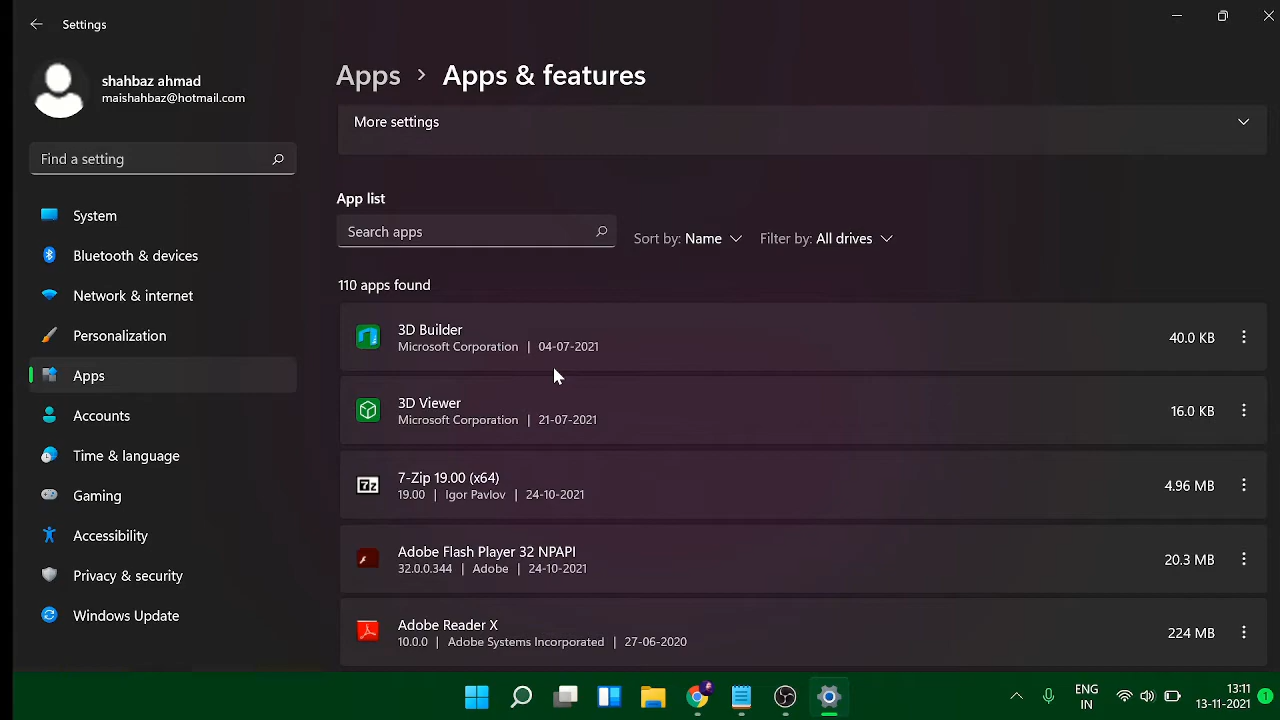 Settings
shahbaz ahmad
maishahbaz@hotmail.com
Find a setting
System
Bluetooth & devices
Network & internet
Personalization
Apps
Accounts
Time & language
Gaming
Accessibility
Privacy & security
Windows Update
Apps > Apps & features
More settings
App list
Search apps
Sort by: Name
Filter by: All drives
110 apps found
3D Builder
Microsoft Corporation | 04-07-2021
40.0 KB
3D Viewer
Microsoft Corporation | 21-07-2021
16.0 KB
7z
7-Zip 19.00 (x64)
19.00 | Igor Pavlov | 24-10-2021
4.96 MB
Adobe Flash Player 32 NPAPI
32.0.0.344 | Adobe | 24-10-2021
20.3 MB
Adobe Reader X
10.0.0 | Adobe Systems Incorporated | 27-06-2020
224 MB
ENG
IN
13:11
13-11-2021
1